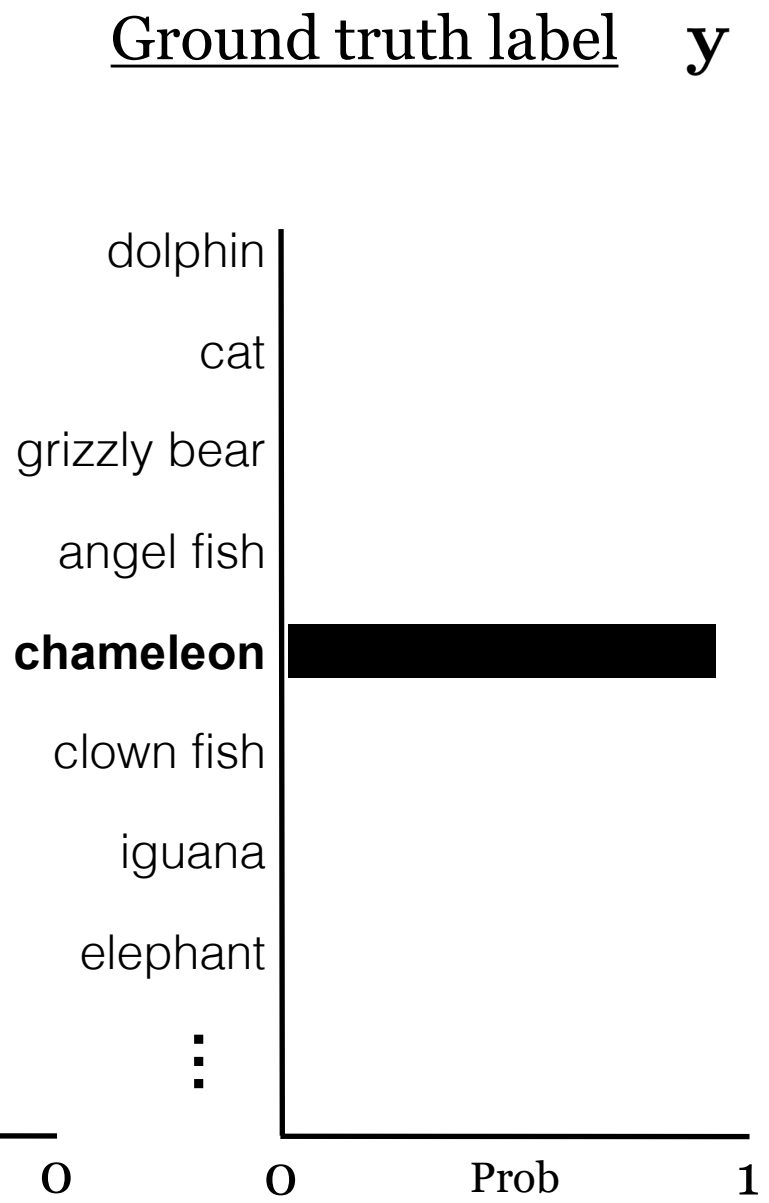 Ground truth label y
dolphin
cat
grizzly bear
angel fish
chameleon
clown fish
iguana
elephant
⋮
0 0 Prob 1